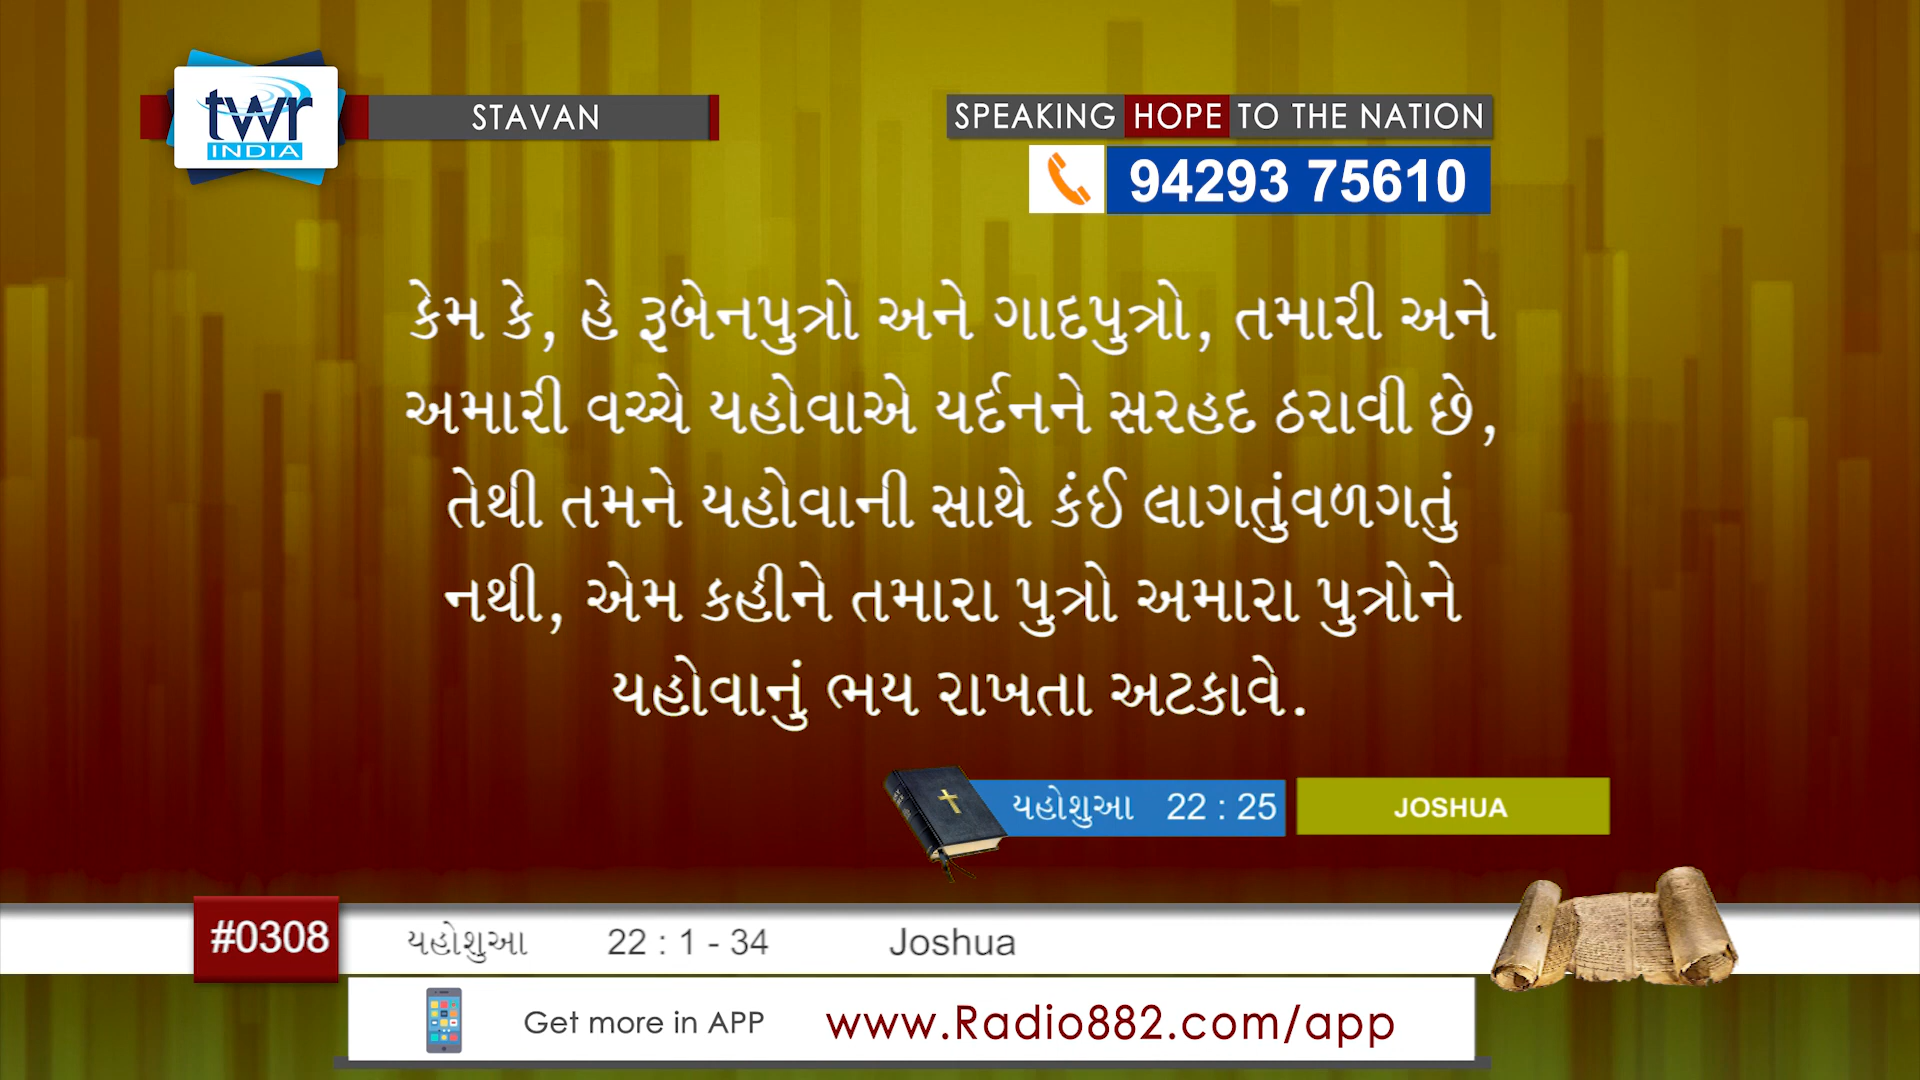 twr
INDIA
STAVAN
SPEAKING HOPE TO THE NATION
94293 75610
કેમ કે, હે રૂબેનપુત્રો અને ગાદપુત્રો, તમારી અને
અમારી વચ્ચે યહોવાએ યર્દનને સરહદ ઠરાવી છે,
તેથી તમને યહોવાની સાથે કંઈ લાગતુંવળગતું
નથી, એમ કહીને તમારા પુત્રો અમારા પુત્રોને
યહોવાનું ભય રાખતા અટકાવે.
યહોશુઆ 22 : 25
JOSHUA
#0308
યહોશુઆ 22 : 1 - 34 Joshua
Get more in APP www.Radio882.com/app